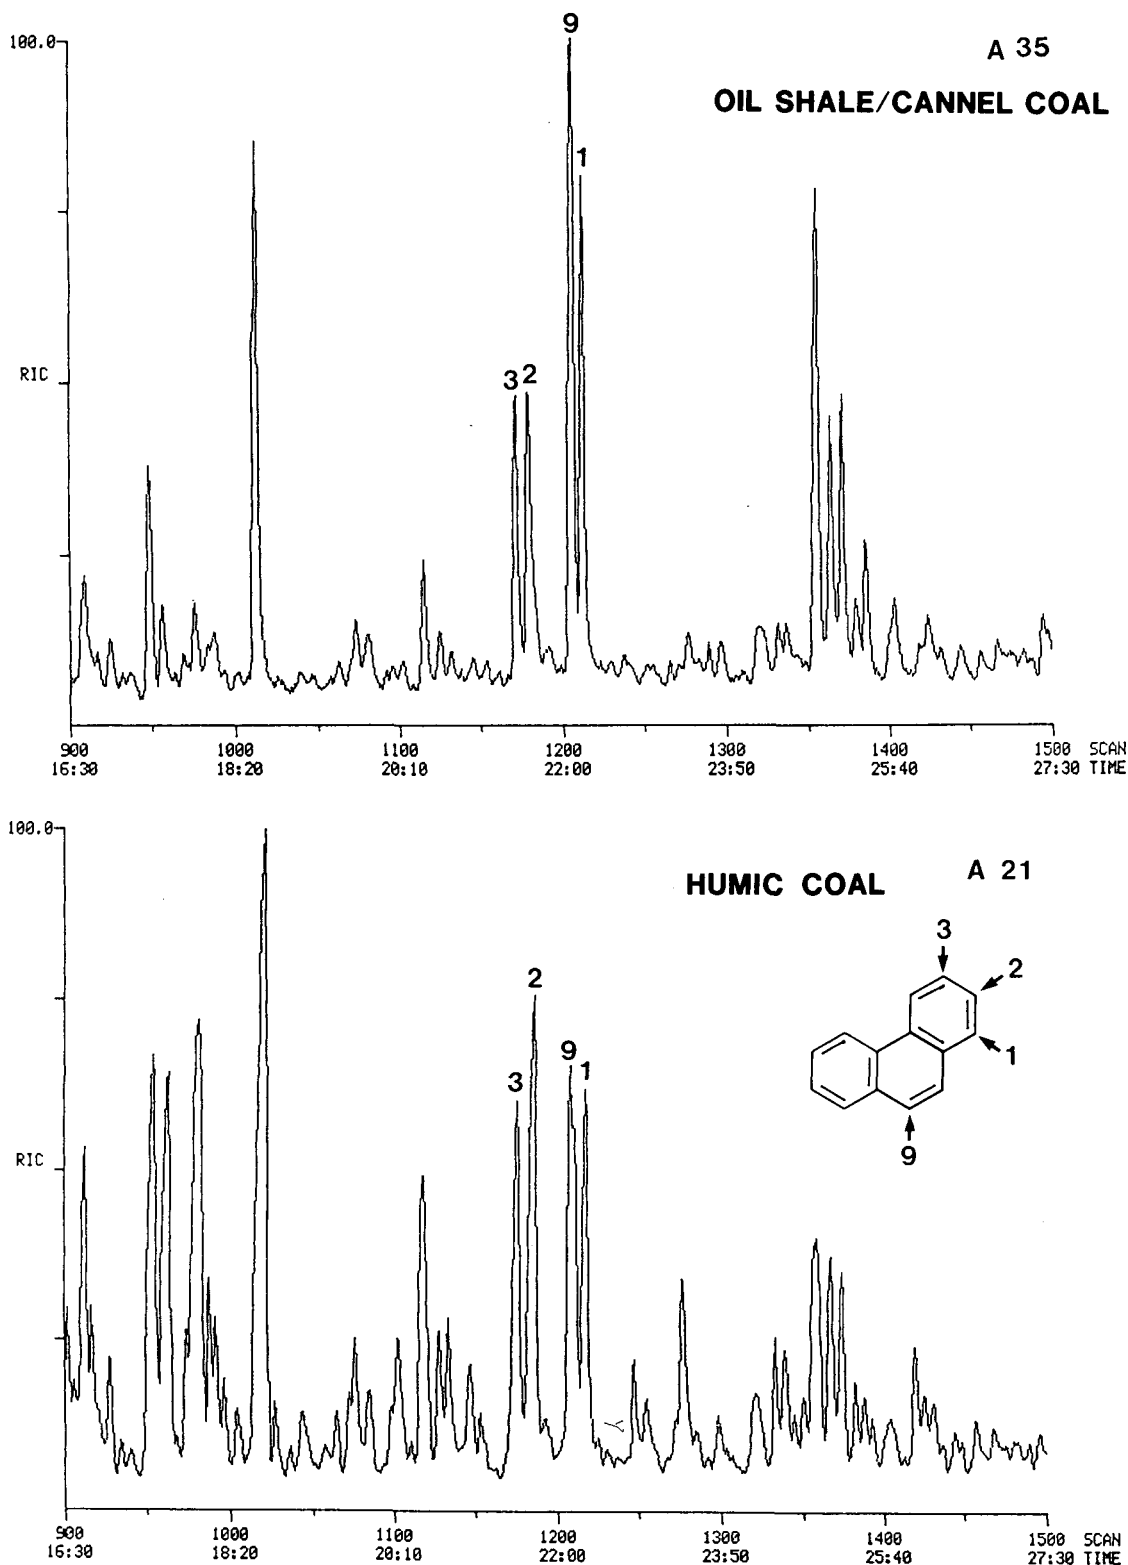 9
A 35
100.0
OIL SHALE/CANNEL COAL
1
RIC
3 2
900 1000 1100 1200 1300 1400 1500 SCAN
16:30 18:20 20:10 22:00 23:50 25:40 27:30 TIME
100.0
HUMIC COAL A 21
3
2
2
9
1
1
3
RIC
9
900 1000 1100 1200 1300 1400 1500 SCAN
16:30 18:20 20:10 22:00 23:50 25:40 27:30 TIME